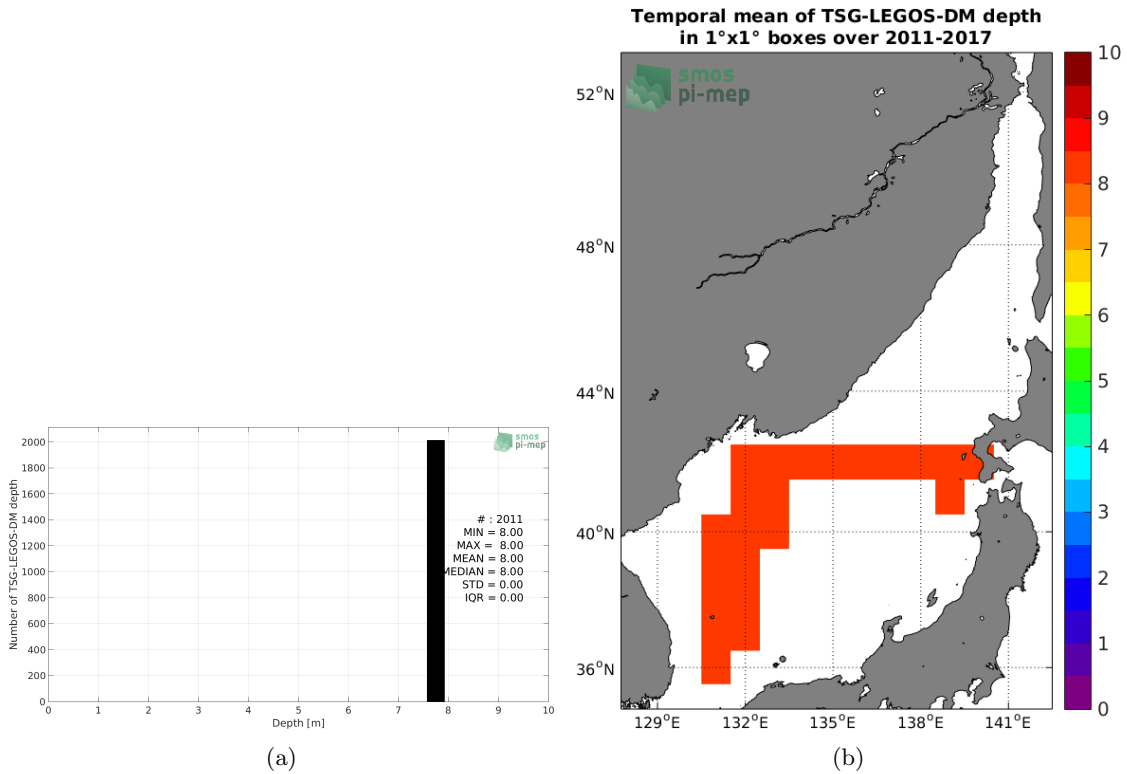 Temporal mean of TSG-LEGOS-DM depth
in 1°x1° boxes over 2011-2017
smos
pi-mep
52°N
48°N
44°N
40°N
36°N
129°E
132°E
135°E
138°E
141°E
10
9
8
7
6
5
4
3
2
1
0
smos
pi-mep
Number of TSG-LEGOS-DM depth
2000
1800
1600
1400
1200
1000
800
600
400
200
0
# : 2011
MIN = 8.00
MAX = 8.00
MEAN = 8.00
MEDIAN = 8.00
STD = 0.00
IQR = 0.00
0 1 2 3 4 5 6 7 8 9 10
Depth [m]
(a)
(b)